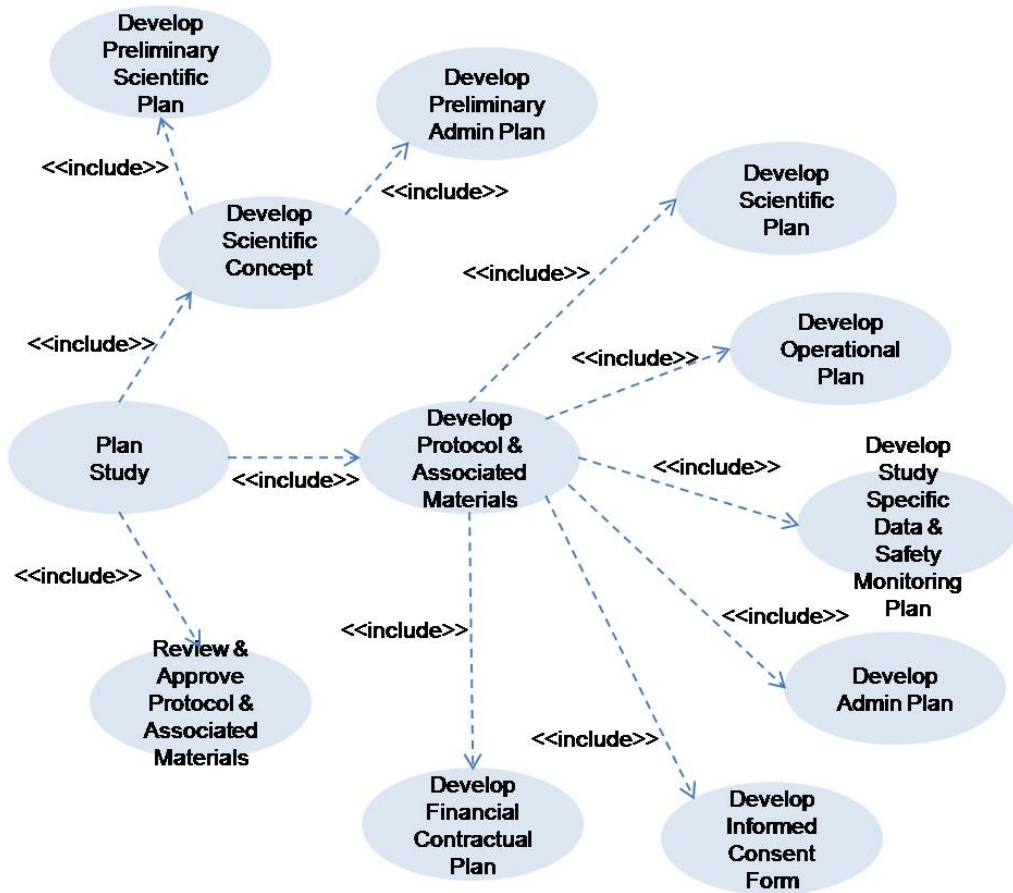 Develop
Preliminary
Scientific
Plan
Develop
Preliminary
Admin Plan
<<include>>
<<include>>
Develop
Scientific
Concept
Develop
Scientific
Plan
<<include>>
<<include>>
Develop
Operational
Plan
<<include>>
Plan
Study
<<include>>
Develop
Protocol &
Associated
Materials
<<include>>
Develop
Study
Specific
Data &
Safety
Monitoring
Plan
<<include>>
<<include>>
<<include>>
Review &
Approve
Protocol &
Associated
Materials
Develop
Admin Plan
<<include>>
Develop
Financial
Contractual
Plan
Develop
Informed
Consent
Form